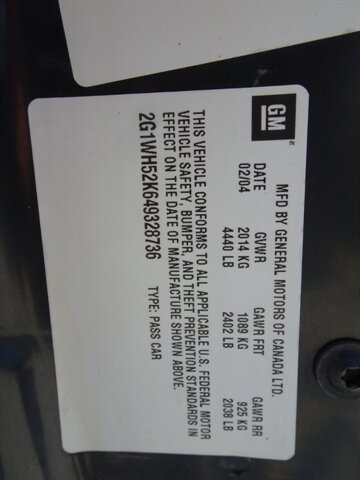 GM
MFD BY GENERAL MOTORS OF CANADA LTD.
DATE GVWR GAWR FRT GAWR RR
02/04 2014 KG 1089 KG 925 KG
4440 LB 2402 LB 2038 LB
THIS VEHICLE CONFORMS TO ALL APPLICABLE U.S. FEDERAL MOTOR
VEHICLE SAFETY, BUMPER, AND THEFT PREVENTION STANDARDS IN
EFFECT ON THE DATE OF MANUFACTURE SHOWN ABOVE.
2G1WH52K649328736 TYPE: PASS CAR